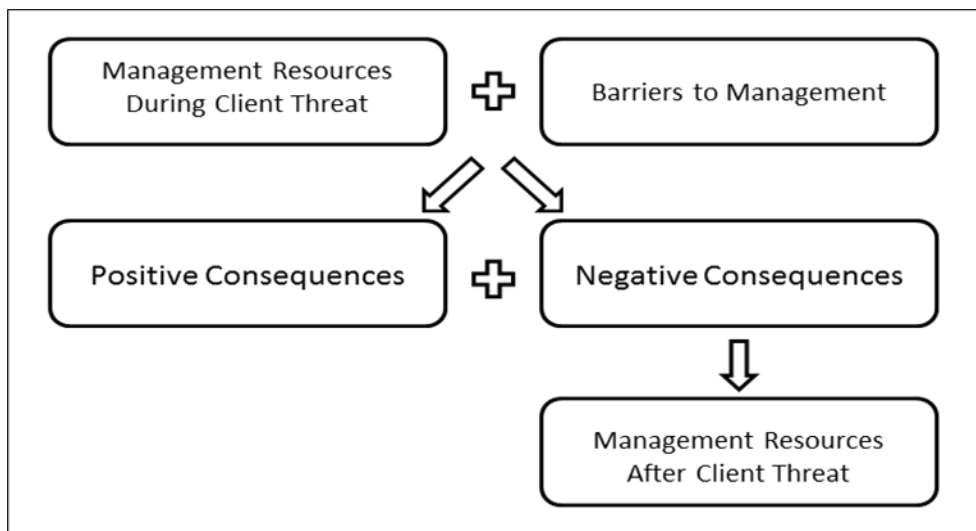 Management Resources
During Client Threat
Barriers to Management
Positive Consequences
Negative Consequences
Management Resources
After Client Threat